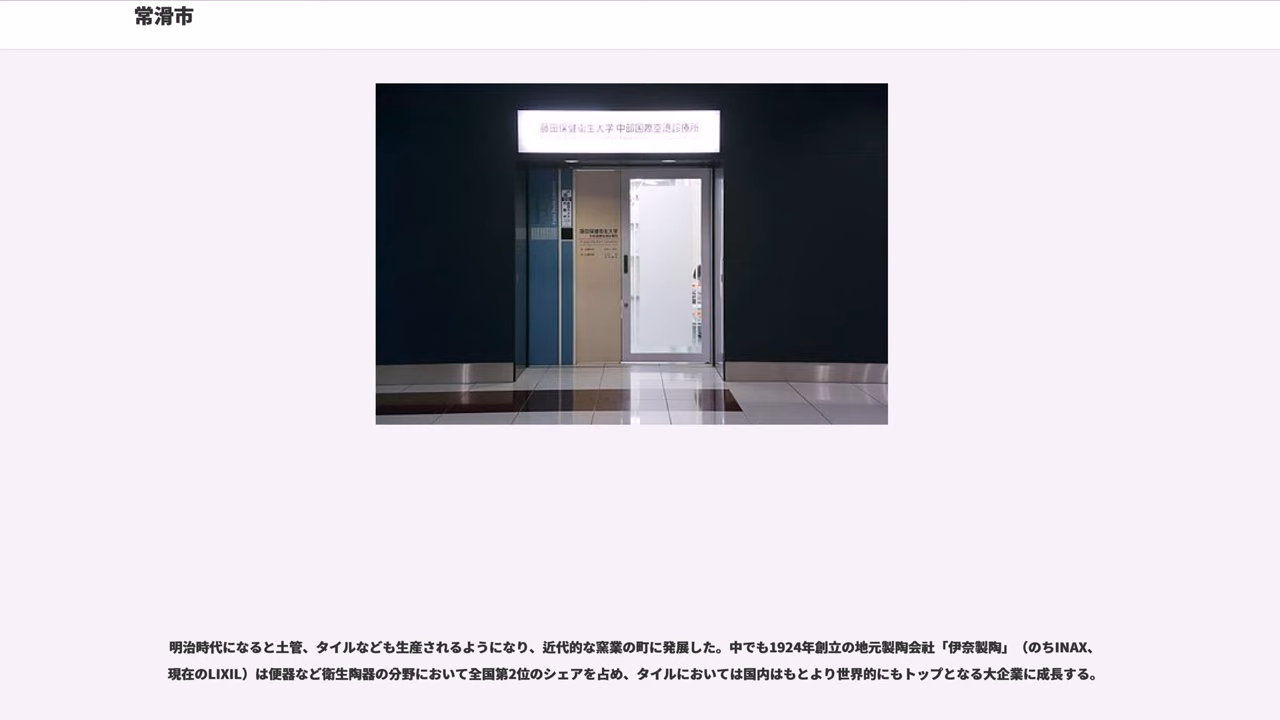 常滑市
藤田保健衛生大学 中部国際空港診療所
藤田保健衛生大学
明治時代になると土管、タイルなども生産されるようになり、近代的な窯業の町に発展した。中でも1924年創立の地元製陶会社「伊奈製陶」（のちINAX、
現在のLIXIL）は便器など衛生陶器の分野において全国第2位のシェアを占め、タイルにおいては国内はもとより世界的にもトップとなる大企業に成長する。